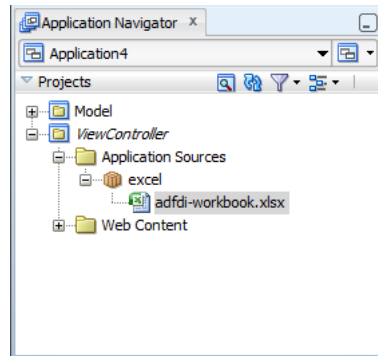 Application Navigator x
Application4
Projects
Model
ViewController
Application Sources
excel
adfdi-workbook.xlsx
Web Content